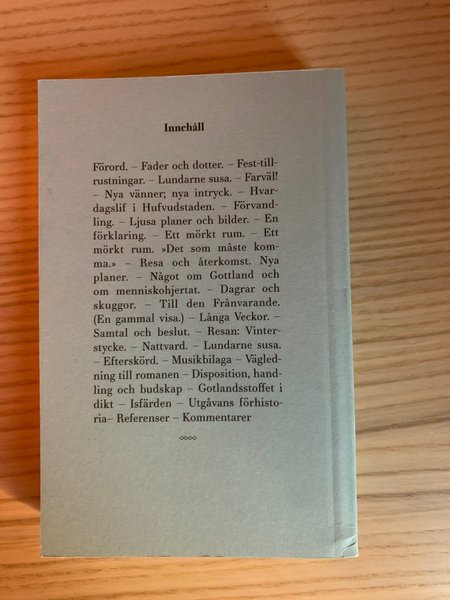 Innehåll
Förord. – Fader och dotter. – Fest-till-
rustningar. – Lundarne susa. – Farväl!
– Nya vänner; nya intryck. – Hvar-
dagslif i Hufvudstaden. – Förvand-
ling. – Ljusa planer och bilder. – En
förklaring. – Ett mörkt rum. – Ett
mörkt rum. »Det som måste kom-
ma.» – Resa och återkomst. Nya
planer. – Något om Gottland och
om menniskohjertat. – Dagrar och
skuggor. – Till den Frånvarande.
(En gammal visa.) – Långa Veckor. –
Samtal och beslut. – Resan: Vinter-
stycke. – Nattvard. – Lundarne susa.
– Efterskörd. – Musikbilaga – Vägled-
ning till romanen – Disposition, hand-
ling och budskap – Gotlandsstoffet i
dikt – Isfärden – Utgåvans förhisto-
ria– Referenser – Kommentarer